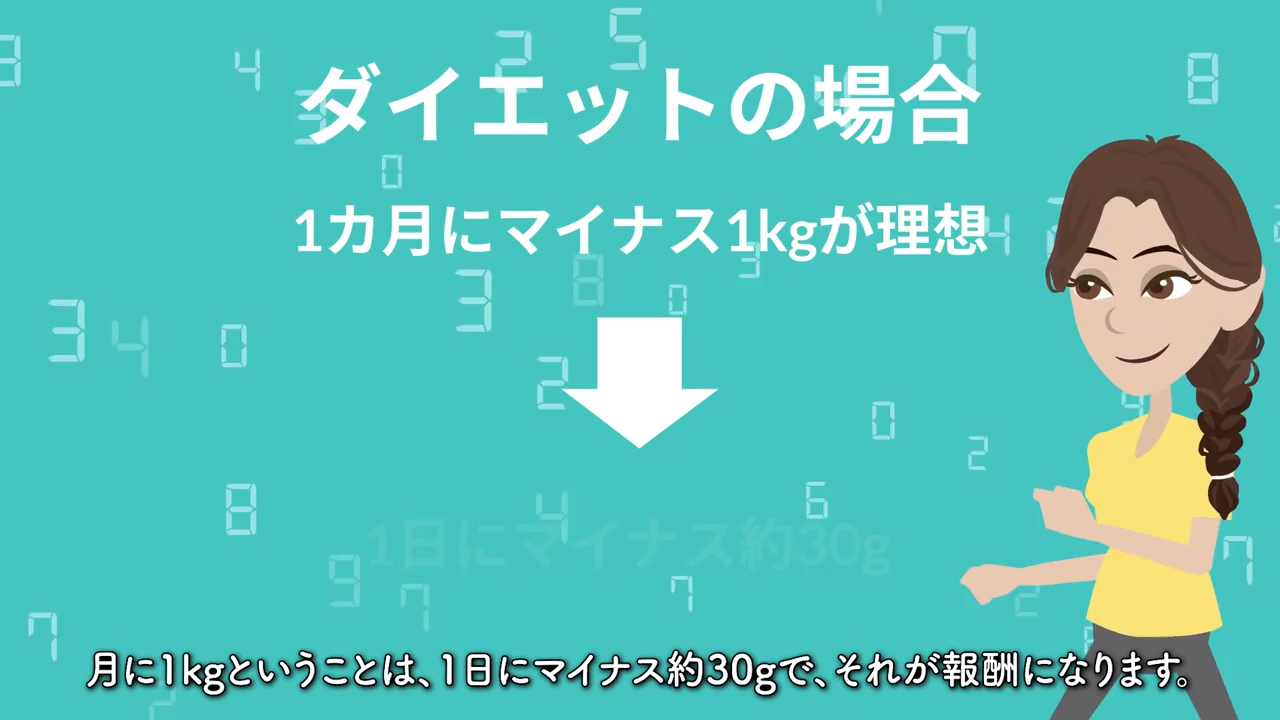 ダイエットの場合
1カ月にマイナス1kgが理想
1日にマイナス約30g
月に1kgということは、1日にマイナス約30gで、それが報酬になります。